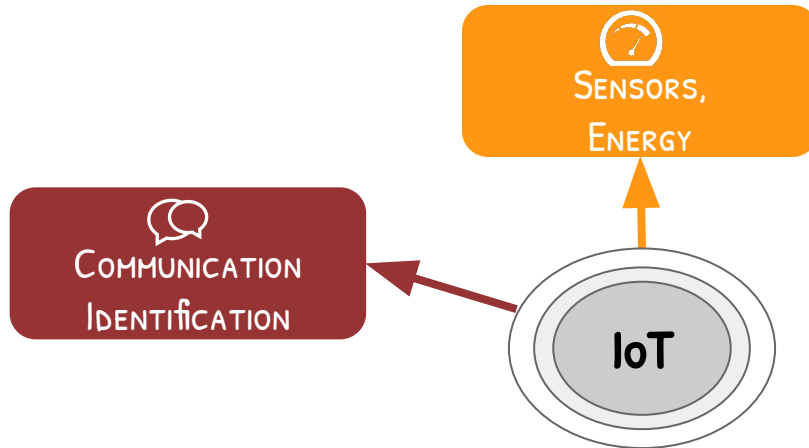 Sensors,
Energy
Communication
Identification
IoT